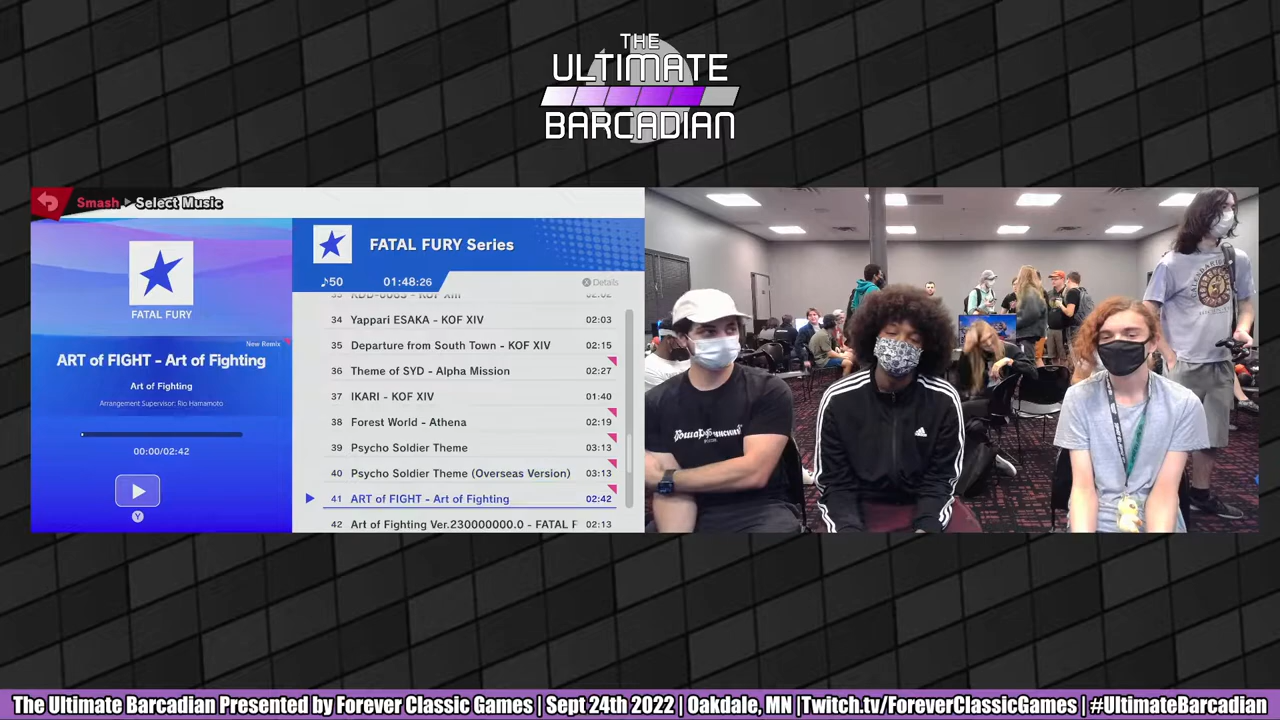 THE
ULTIMATE
BARCADIAN
Smash ▸ Select Music
FATAL FURY
New Remix
ART of FIGHT - Art of Fighting
Art of Fighting
Arrangement Supervisor: Rio Hamamoto
00:00/02:42
Y
FATAL FURY Series
♪50 01:48:26 X Details
34 Yappari ESAKA - KOF XIV 02:03
35 Departure from South Town - KOF XIV 02:15
36 Theme of SYD - Alpha Mission 02:27
37 IKARI - KOF XIV 01:40
38 Forest World - Athena 02:19
39 Psycho Soldier Theme 03:13
40 Psycho Soldier Theme (Overseas Version) 03:13
41 ART of FIGHT - Art of Fighting 02:42
42 Art of Fighting Ver.230000000.0 - FATAL F 02:13
The Ultimate Barcadian Presented by Forever Classic Games | Sept 24th 2022 | Oakdale, MN |Twitch.tv/ForeverClassicGames | #UltimateBarcadian